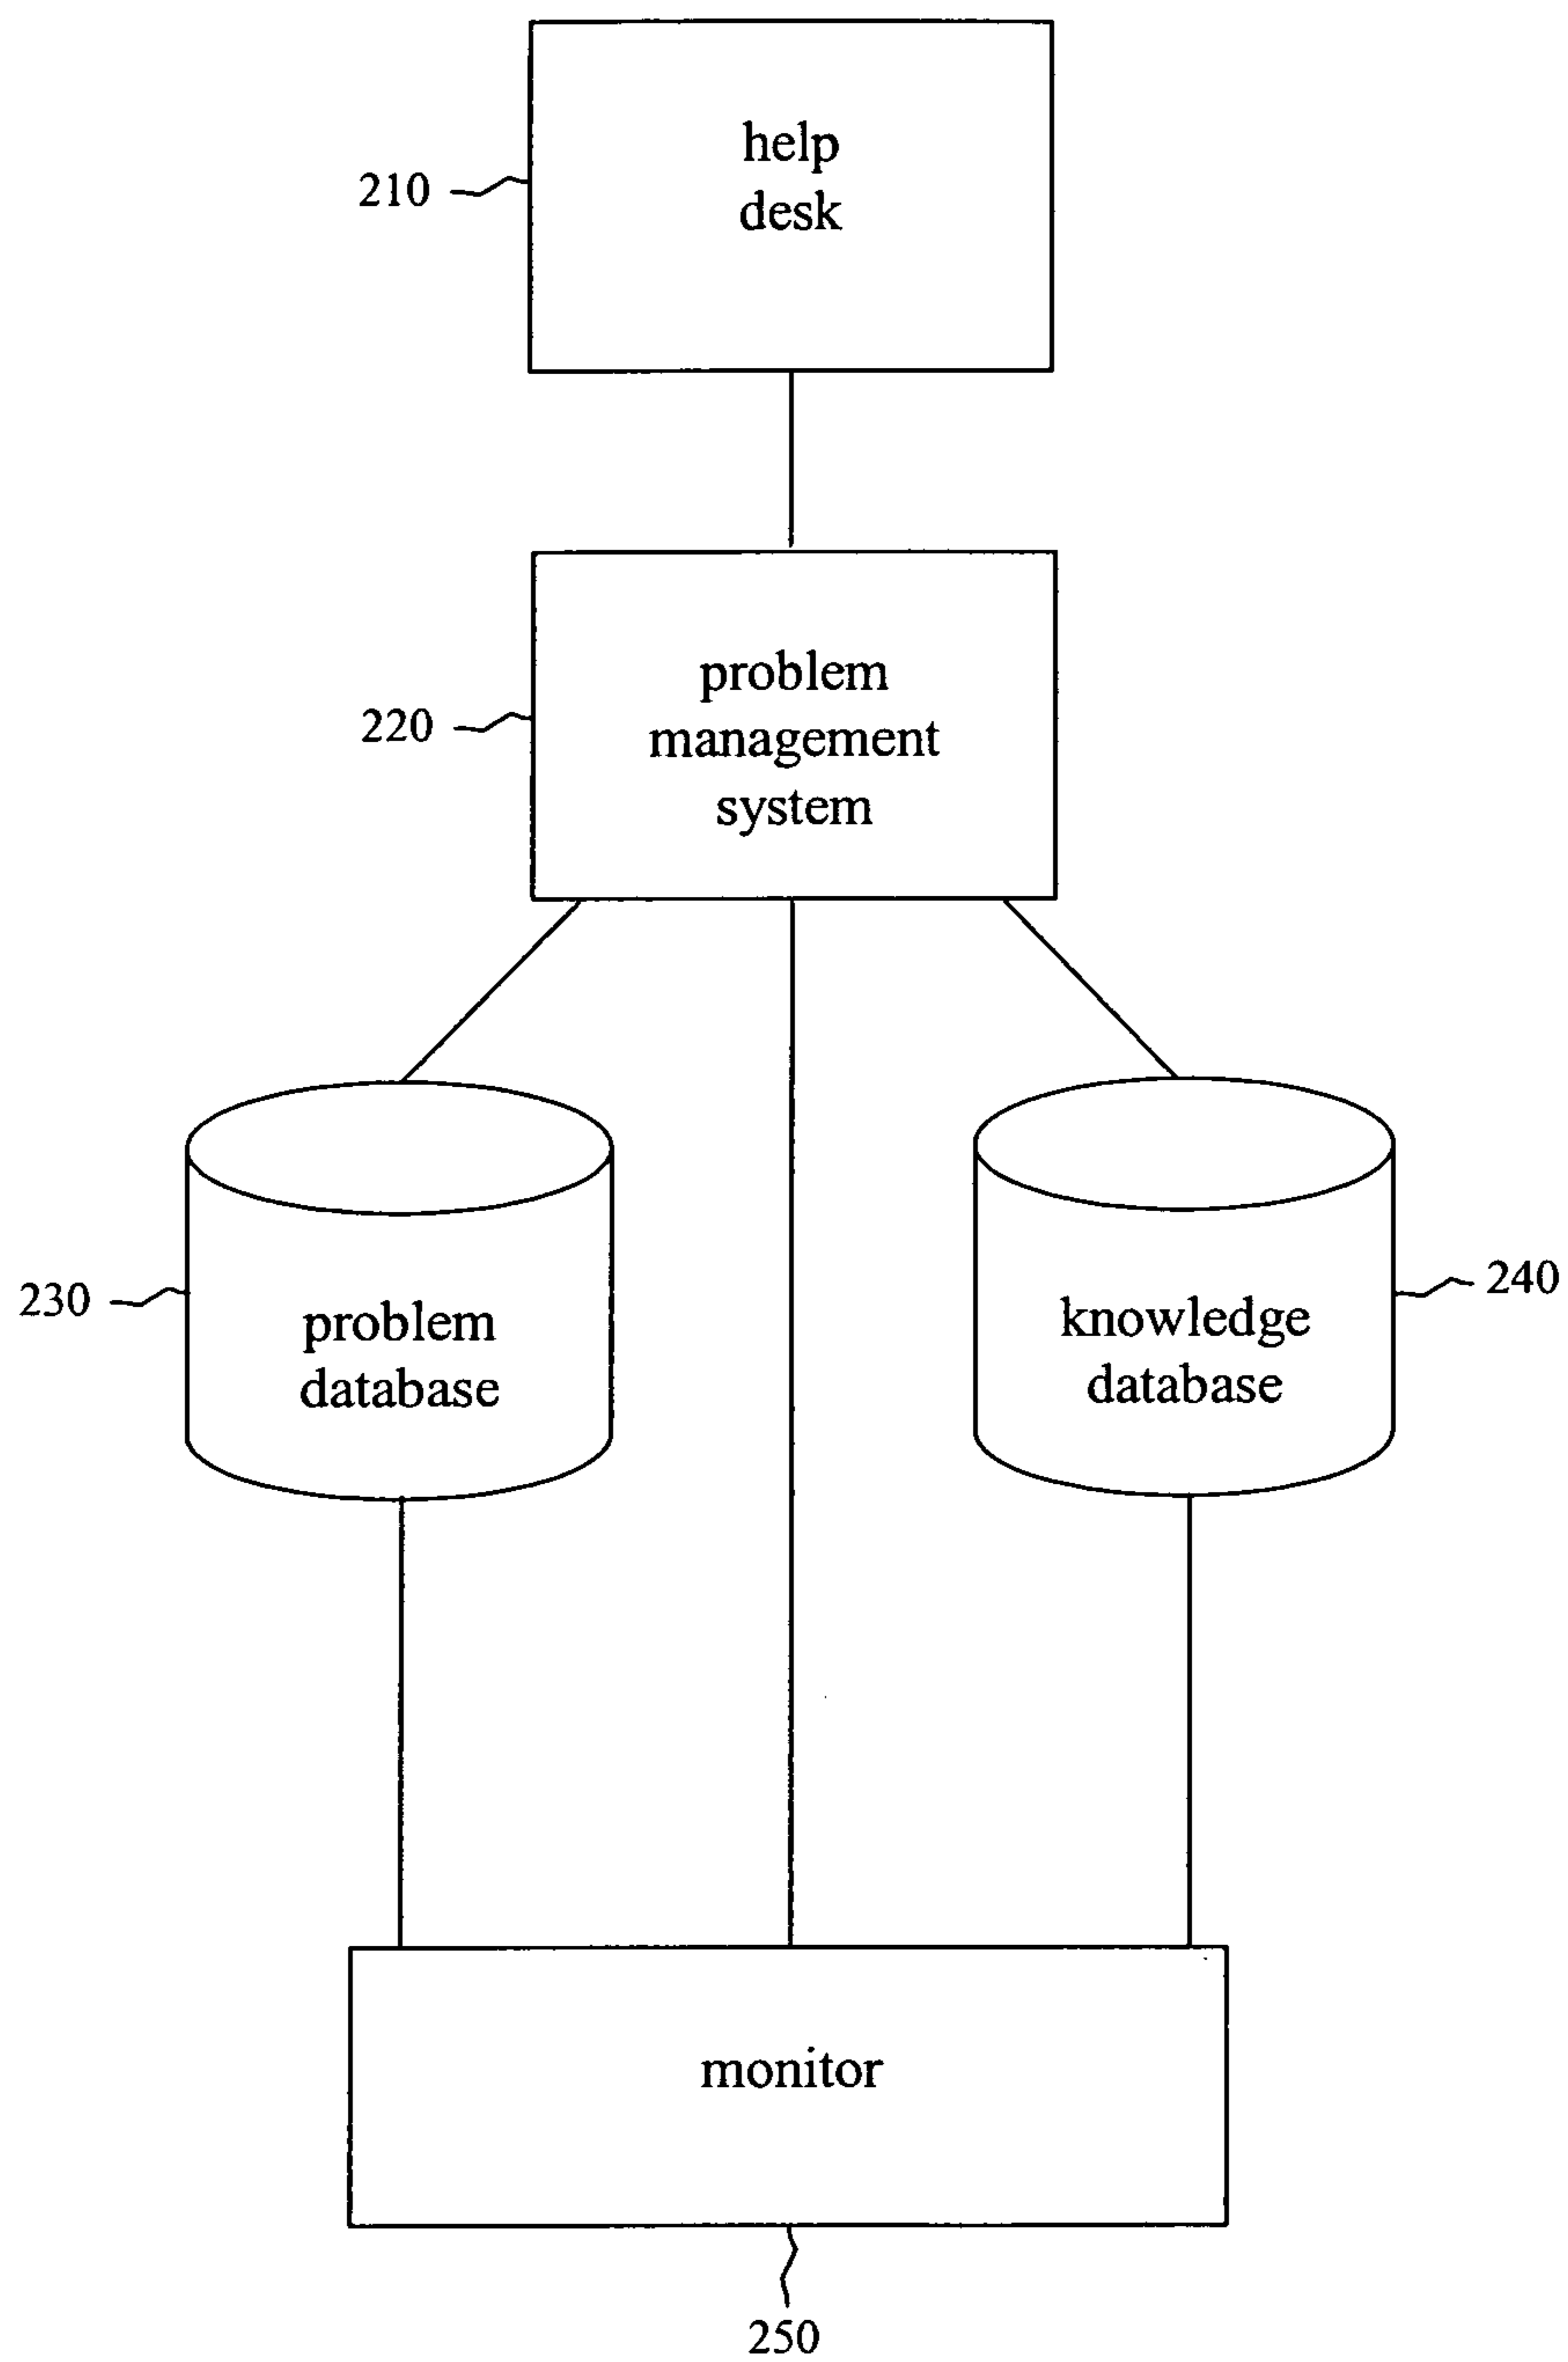 help
desk
210
problem
management
system
220
230
problem
database
knowledge
database
240
monitor
250